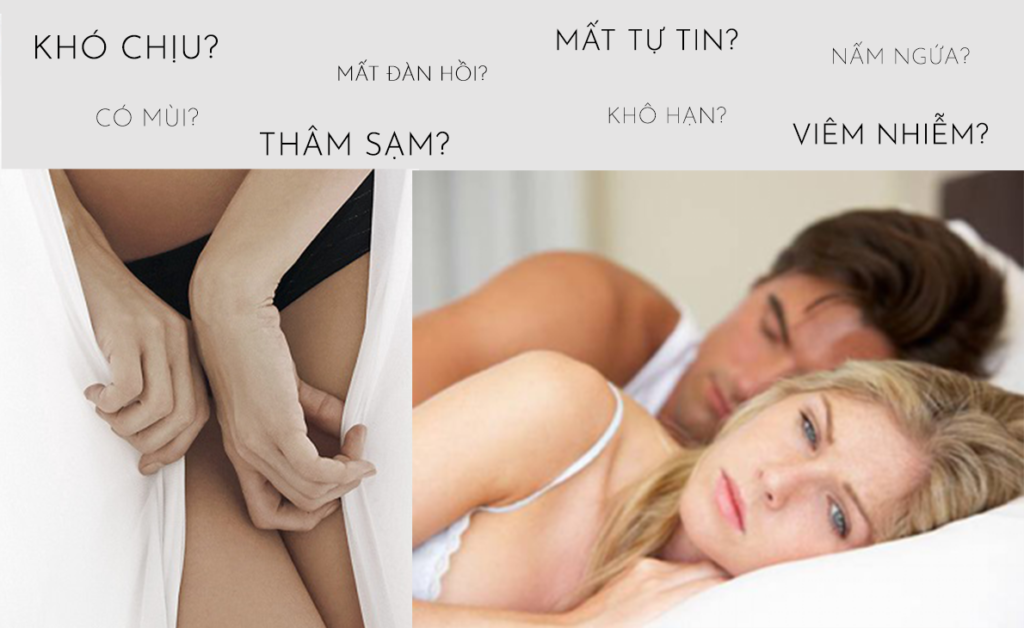 KHÓ CHỊU?
MẤT TỰ TIN?
NẤM NGỨA?
MẤT ĐÀN HỒI?
CÓ MÙI?
KHÔ HẠN?
THÂM SẠM?
VIÊM NHIỄM?